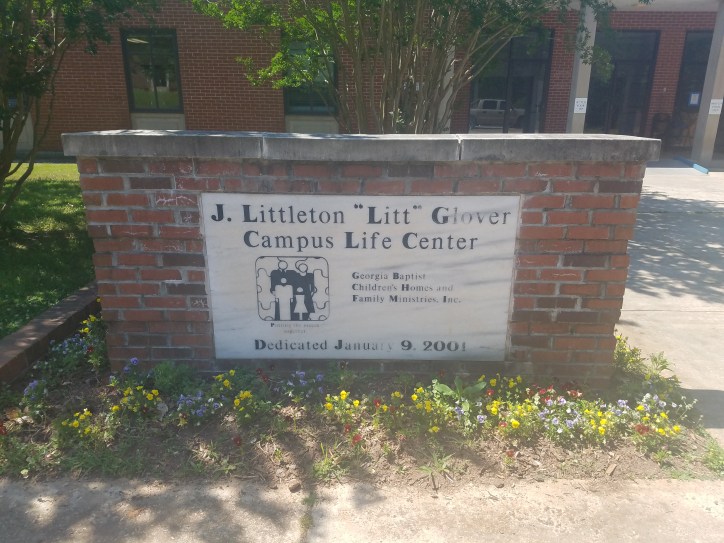 J. Littleton "Litt" Glover
Campus Life Center
Georgia Baptist
Children's Homes and
Family Ministries, Inc.
Dedicated January 9, 2001